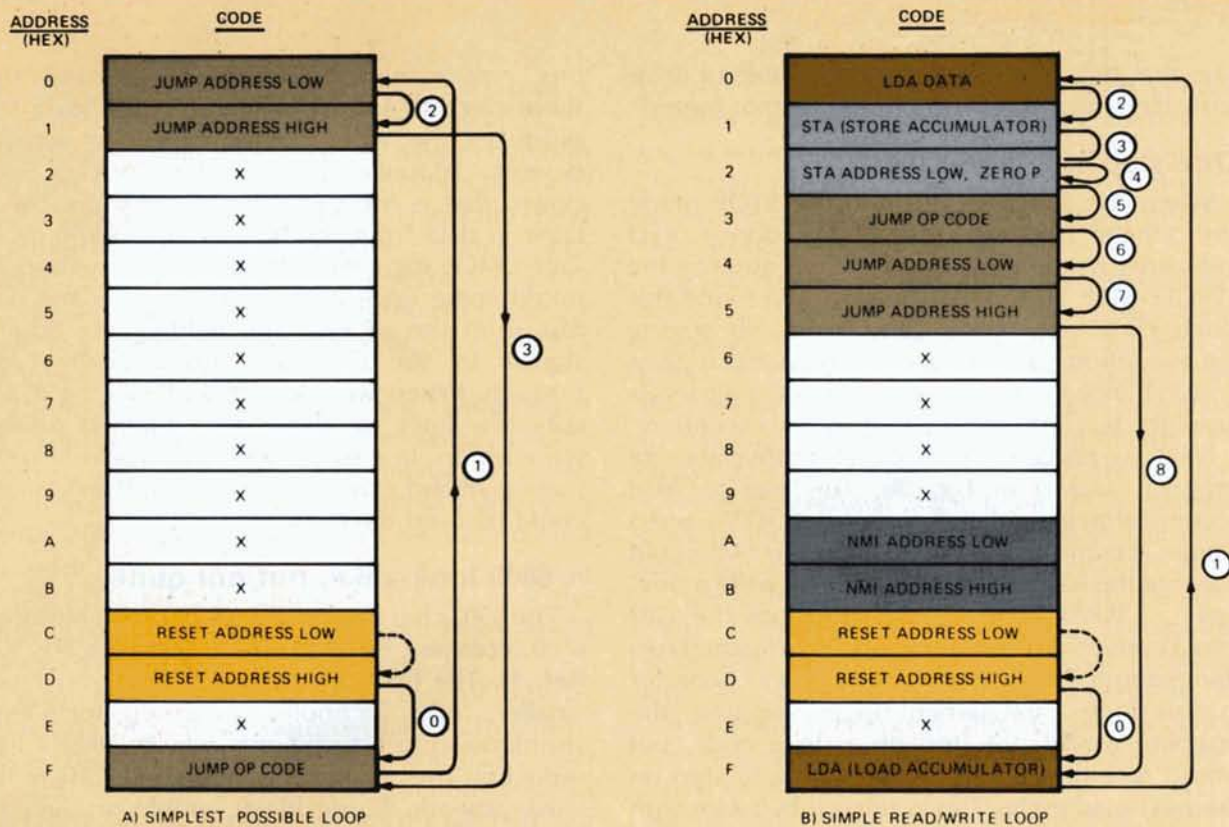 ADDRESS
(HEX)
CODE
0
JUMP ADDRESS LOW
1
JUMP ADDRESS HIGH
2
X
3
X
4
X
5
X
6
X
7
X
8
X
9
X
A
X
B
X
C
RESET ADDRESS LOW
D
RESET ADDRESS HIGH
E
X
F
JUMP OP CODE
2
3
1
0
A) SIMPLEST POSSIBLE LOOP
ADDRESS
(HEX)
CODE
0
LDA DATA
1
STA (STORE ACCUMULATOR)
2
STA ADDRESS LOW, ZERO P
3
JUMP OP CODE
4
JUMP ADDRESS LOW
5
JUMP ADDRESS HIGH
6
X
7
X
8
X
9
X
A
NMI ADDRESS LOW
B
NMI ADDRESS HIGH
C
RESET ADDRESS LOW
D
RESET ADDRESS HIGH
E
X
F
LDA (LOAD ACCUMULATOR)
2
3
4
5
6
7
8
1
0
B) SIMPLE READ/WRITE LOOP